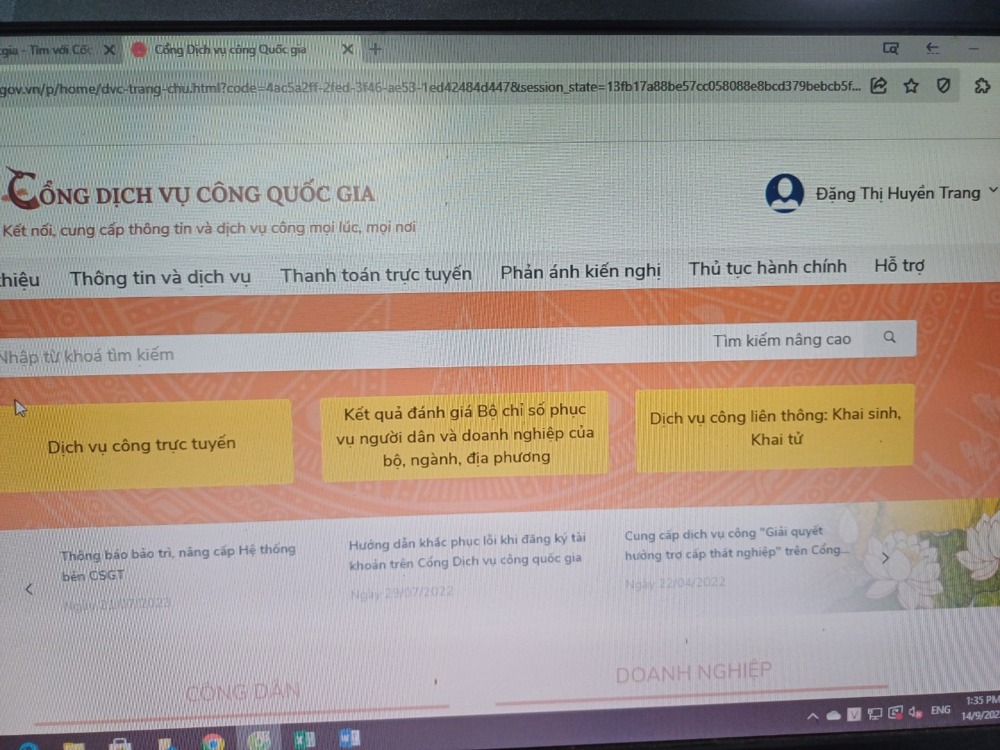 gia - Tìm với Cốc
Cổng Dịch vụ công Quốc gia
gov.vn/p/home/dvc-trang-chu.html?code=4ac5a2ff-2fed-3f46-ae53-1ed42484d447&session_state=13fb17a88be57cc058088e8bcd379bebcb5f...
CỔNG DỊCH VỤ CÔNG QUỐC GIA
Kết nối, cung cấp thông tin và dịch vụ công mọi lúc, mọi nơi
Đặng Thị Huyền Trang
thiệu Thông tin và dịch vụ Thanh toán trực tuyến Phản ánh kiến nghị Thủ tục hành chính Hỗ trợ
Nhập từ khoá tìm kiếm Tìm kiếm nâng cao
Dịch vụ công trực tuyến
Kết quả đánh giá Bộ chỉ số phục
vụ người dân và doanh nghiệp của
bộ, ngành, địa phương
Dịch vụ công liên thông: Khai sinh,
Khai tử
Thông báo bảo trì, nâng cấp Hệ thống
bên CSGT
Ngày 21/07/2023
Hướng dẫn khắc phục lỗi khi đăng ký tài
khoản trên Cổng Dịch vụ công quốc gia
Ngày 29/07/2022
Cung cấp dịch vụ công "Giải quyết
hưởng trợ cấp thất nghiệp" trên Cổng...
Ngày 22/04/2022
CÔNG DÂN
DOANH NGHIỆP
ENG
1:35 PM
14/9/202